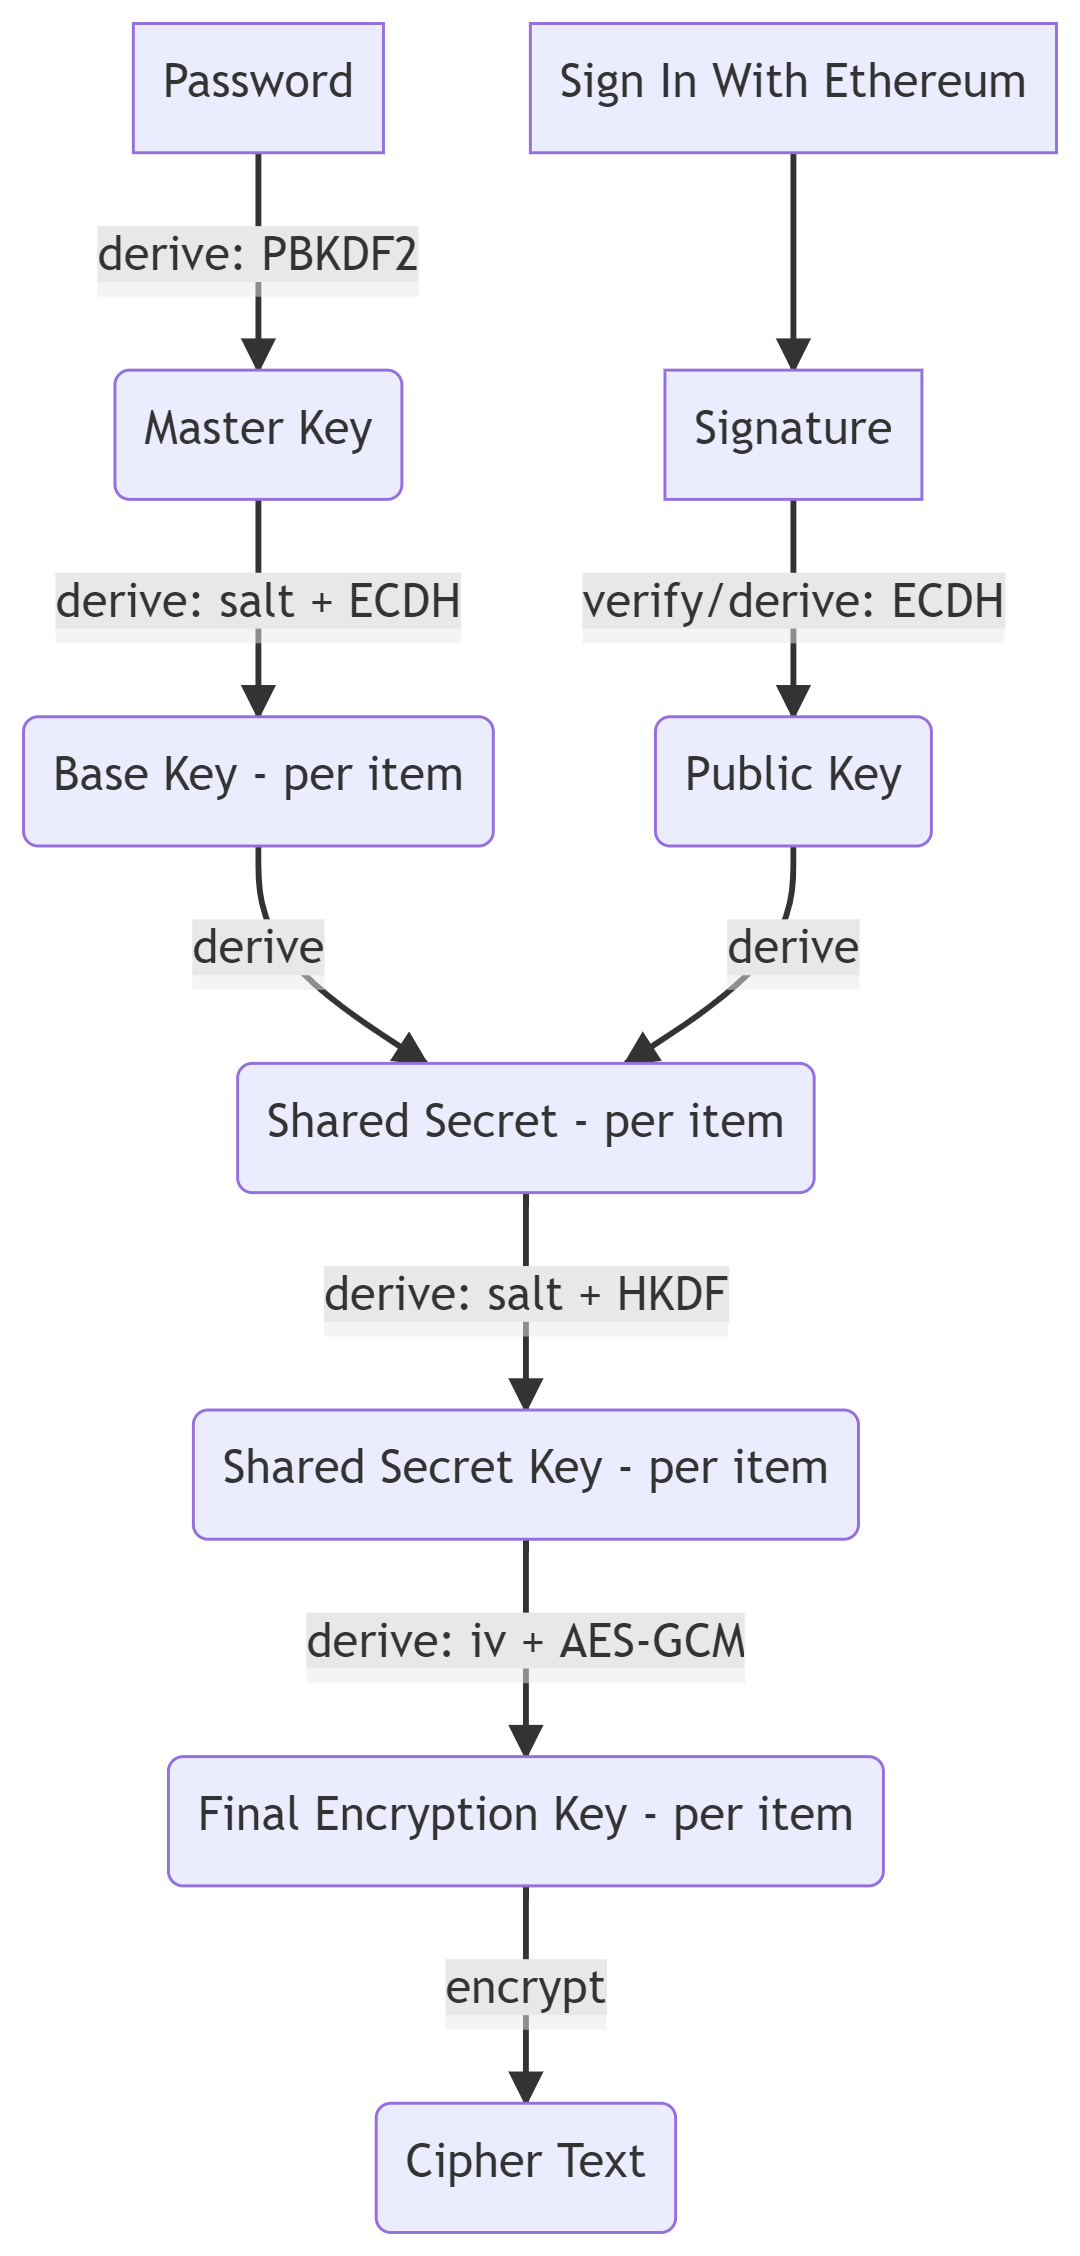 Password
Sign In With Ethereum
derive: PBKDF2
Master Key
Signature
derive: salt + ECDH
verify/derive: ECDH
Base Key - per item
Public Key
derive
derive
Shared Secret - per item
derive: salt + HKDF
Shared Secret Key - per item
derive: iv + AES-GCM
Final Encryption Key - per item
encrypt
Cipher Text